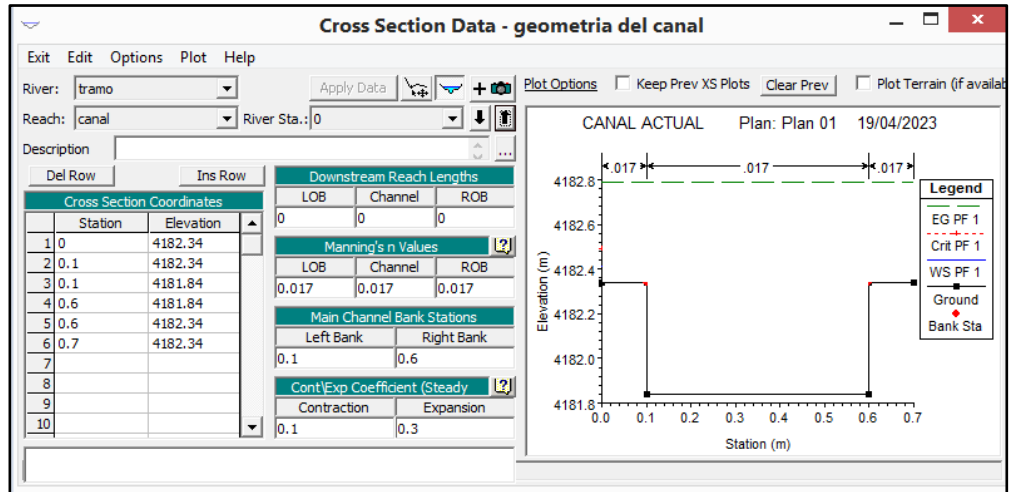 Cross Section Data - geometria del canal
Exit Edit Options Plot Help
River: tramo Apply Data Plot Options Keep Prev XS Plots Clear Prev Plot Terrain (if availab
Reach: canal River Sta.: 0
Description ...
Del Row Ins Row
Cross Section Coordinates
Station Elevation
1 0 4182.34
2 0.1 4182.34
3 0.1 4181.84
4 0.6 4181.84
5 0.6 4182.34
6 0.7 4182.34
7
8
9
10
Downstream Reach Lengths
LOB Channel ROB
0 0 0
Manning's n Values
LOB Channel ROB
0.017 0.017 0.017
Main Channel Bank Stations
Left Bank Right Bank
0.1 0.6
Cont\Exp Coefficient (Steady
Contraction Expansion
0.1 0.3
CANAL ACTUAL Plan: Plan 01 19/04/2023
.017 .017 .017
4182.8
4182.6
4182.4
4182.2
4182.0
4181.8
Elevation (m)
0.0 0.1 0.2 0.3 0.4 0.5 0.6 0.7
Station (m)
Legend
EG PF 1
Crit PF 1
WS PF 1
Ground
Bank Sta